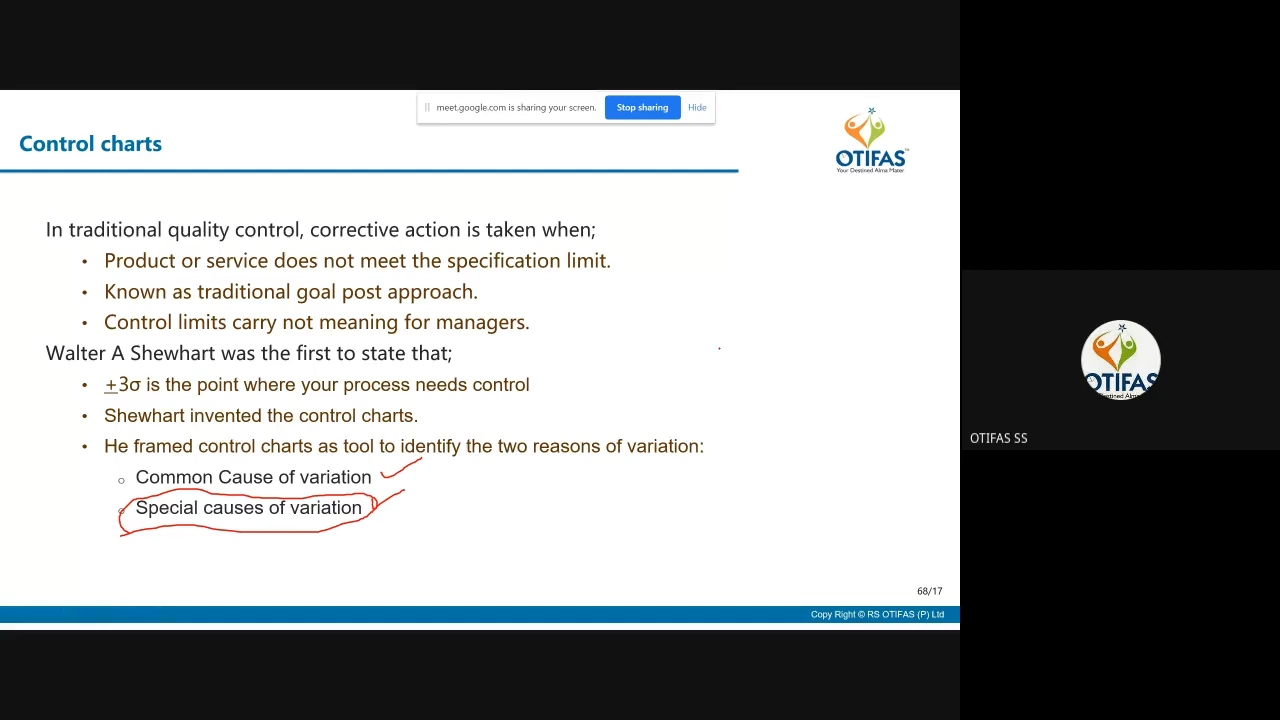 meet.google.com is sharing your screen. Stop sharing Hide
Control charts
OTIFAS™
Your Destined Alma Mater
In traditional quality control, corrective action is taken when;
• Product or service does not meet the specification limit.
• Known as traditional goal post approach.
• Control limits carry not meaning for managers.
Walter A Shewhart was the first to state that;
• +3σ is the point where your process needs control
• Shewhart invented the control charts.
• He framed control charts as tool to identify the two reasons of variation:
○ Common Cause of variation
○ Special causes of variation
OTIFAS
OTIFAS SS
68/17
Copy Right © RS OTIFAS (P) Ltd